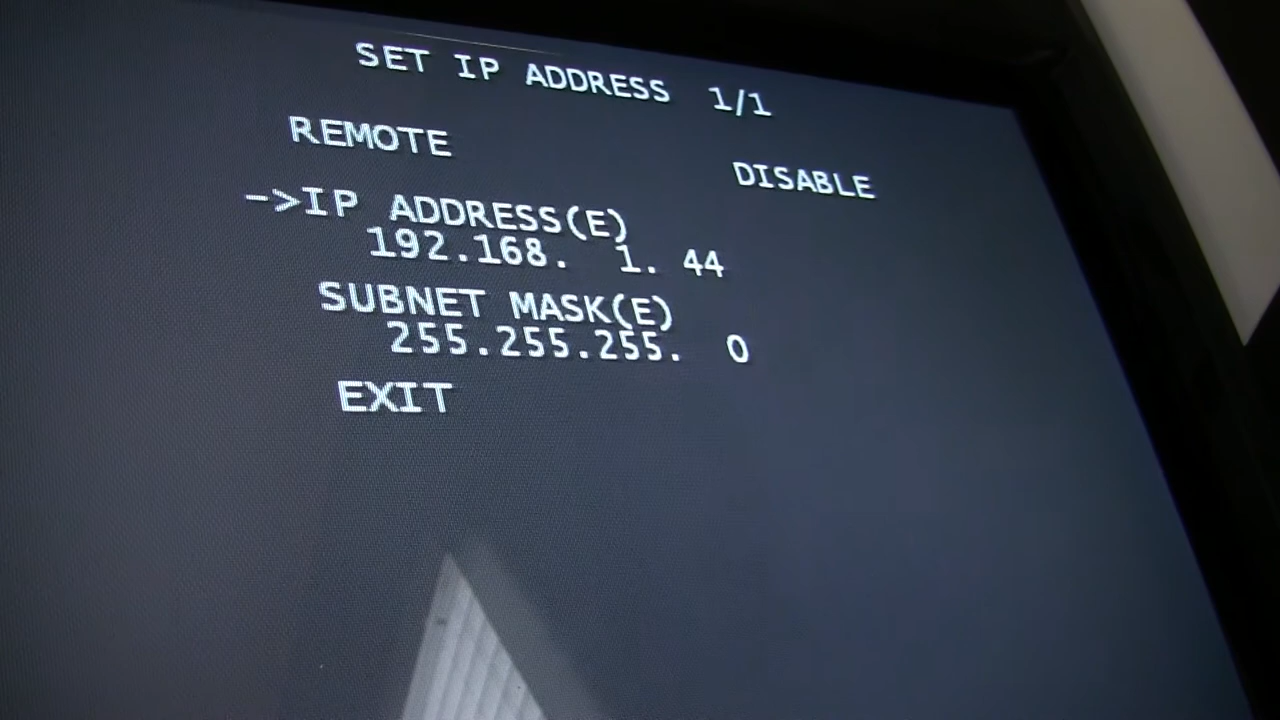 SET IP ADDRESS 1/1
REMOTE DISABLE
->IP ADDRESS(E)
192.168. 1. 44
SUBNET MASK(E)
255.255.255. 0
EXIT